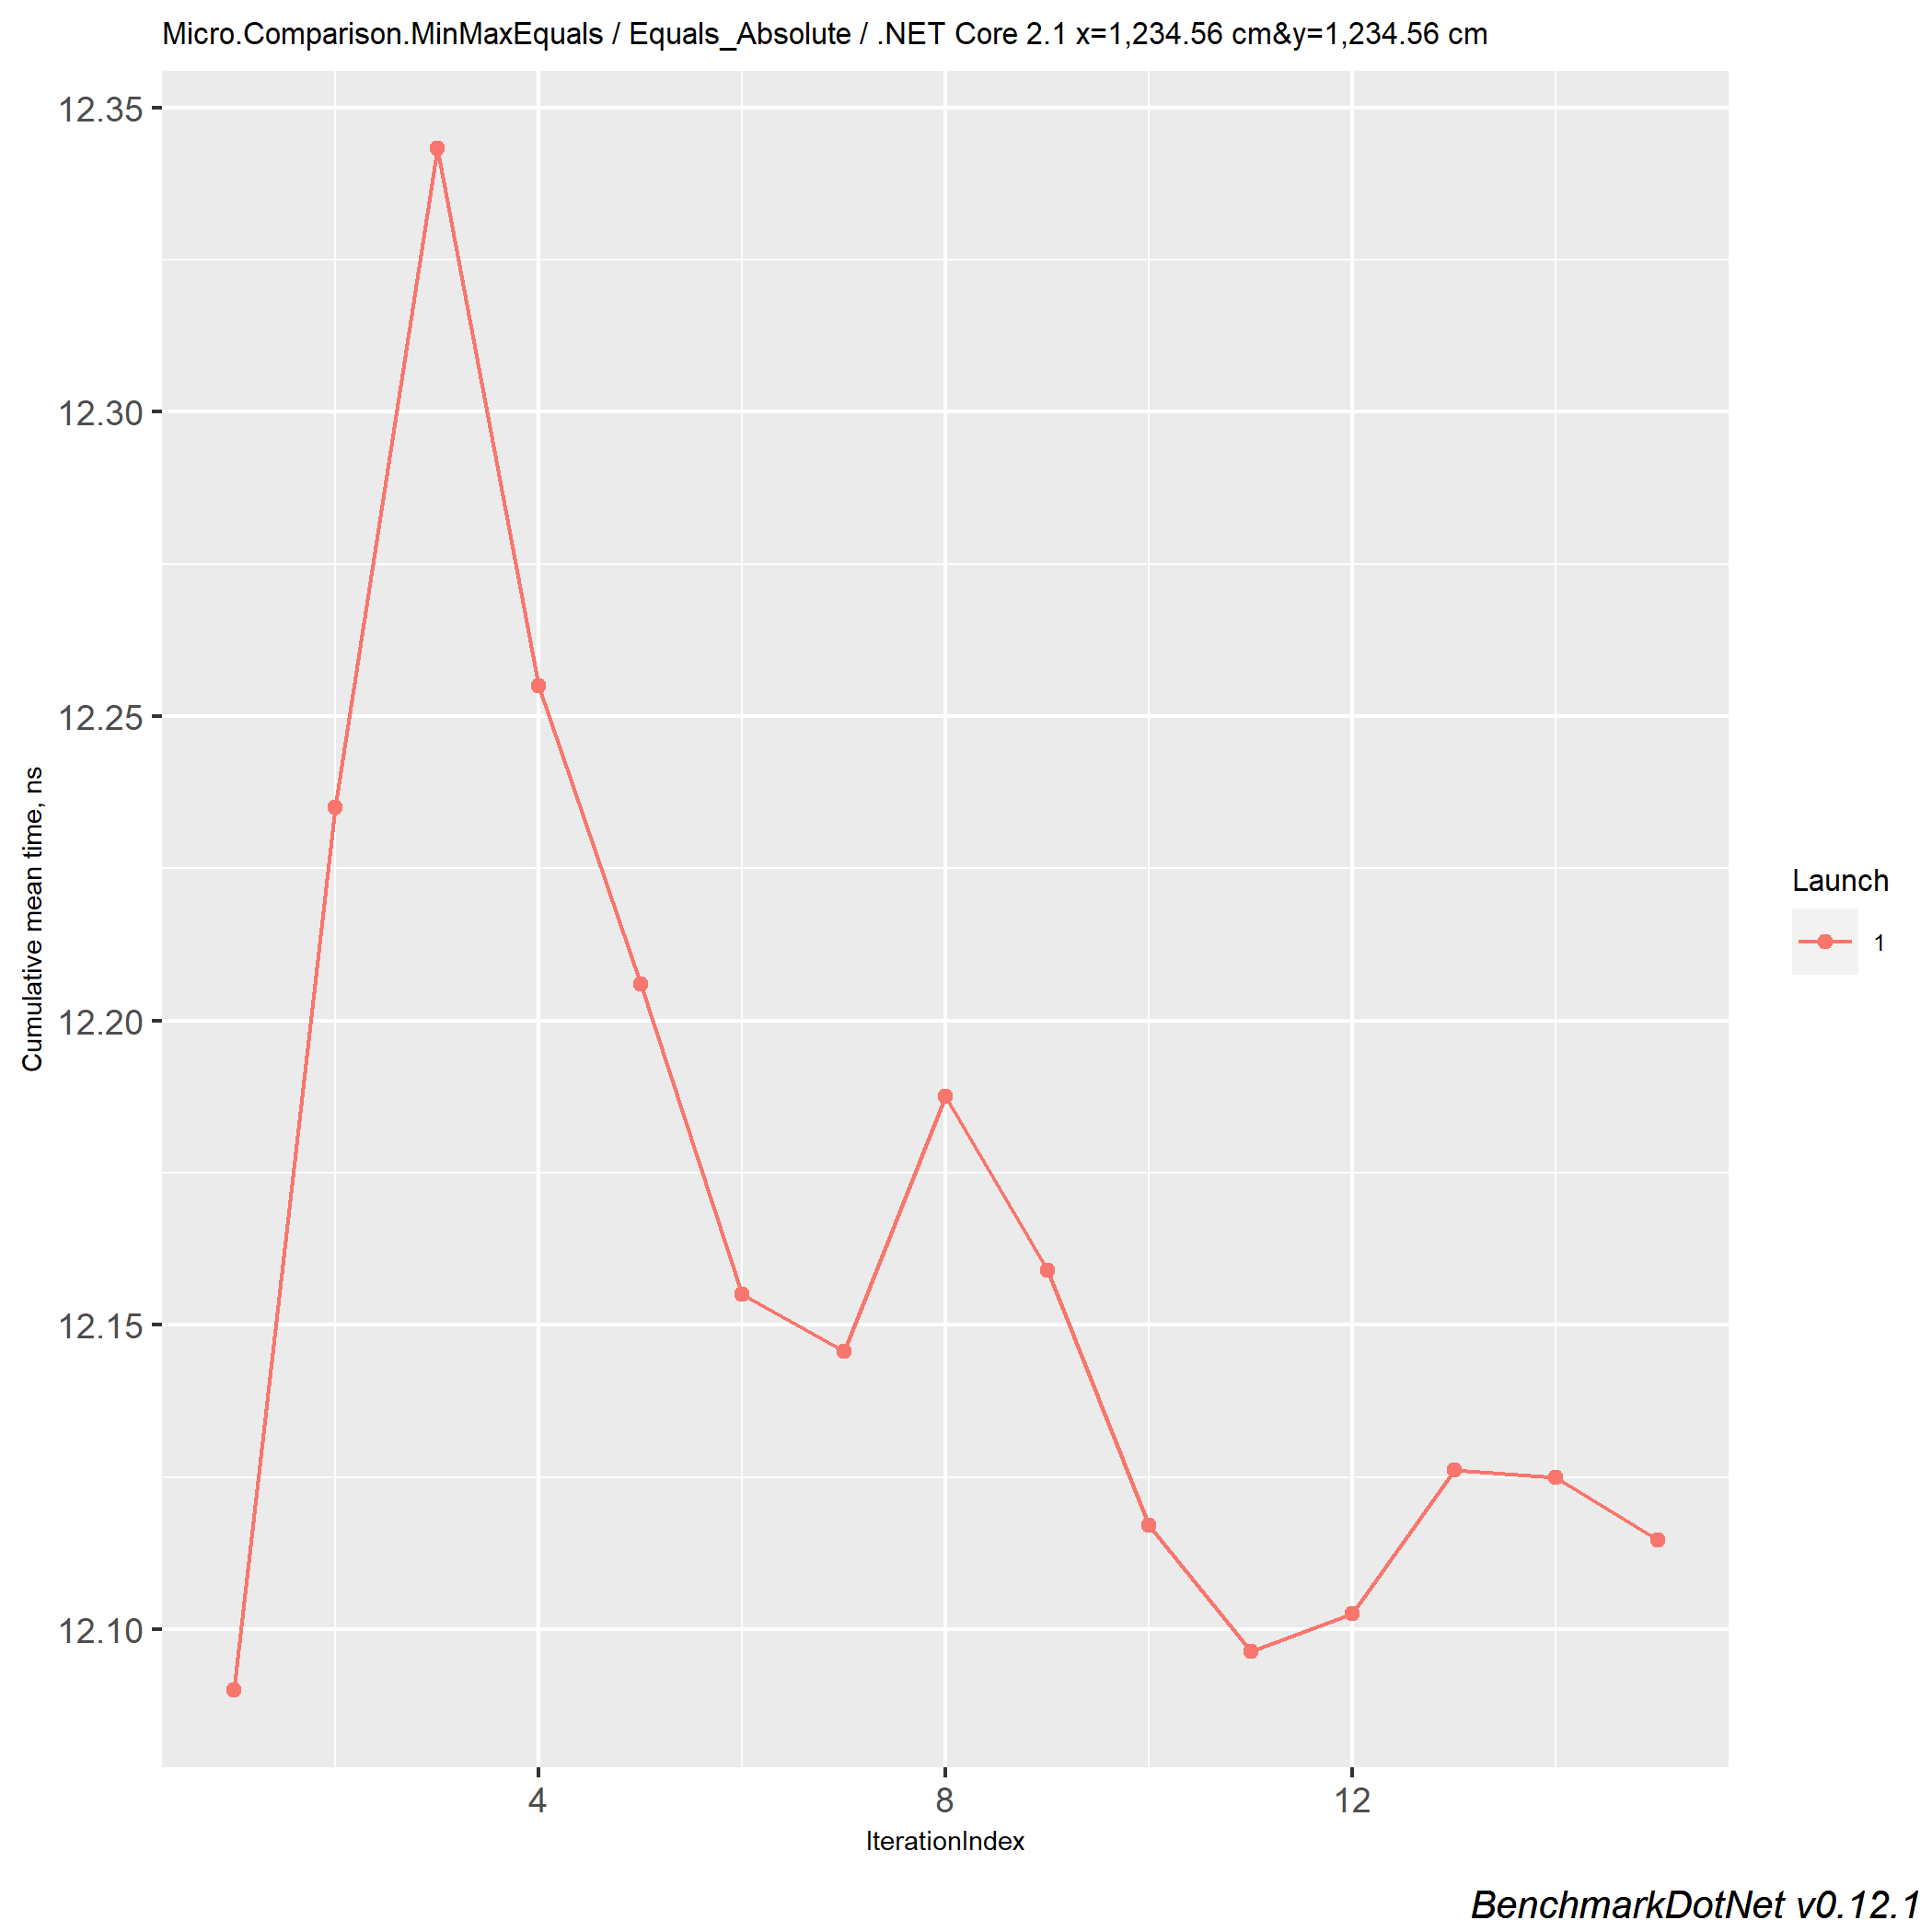 Micro.Comparison.MinMaxEquals / Equals_Absolute / .NET Core 2.1 x=1,234.56 cm&y=1,234.56 cm
12.35
12.30
12.25
12.20
12.15
12.10
Cumulative mean time, ns
4
8
12
IterationIndex
Launch
1
BenchmarkDotNet v0.12.1